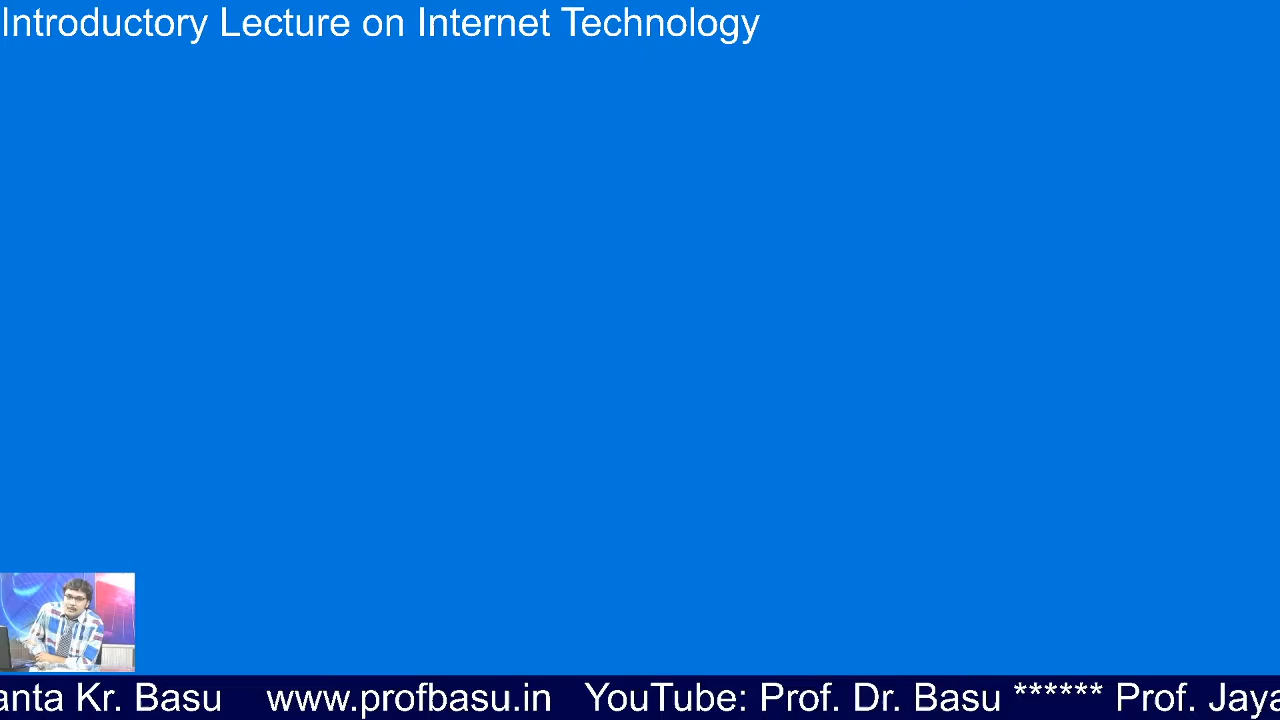 Introductory Lecture on Internet Technology
anta Kr. Basu www.profbasu.in YouTube: Prof. Dr. Basu ****** Prof. Jaya